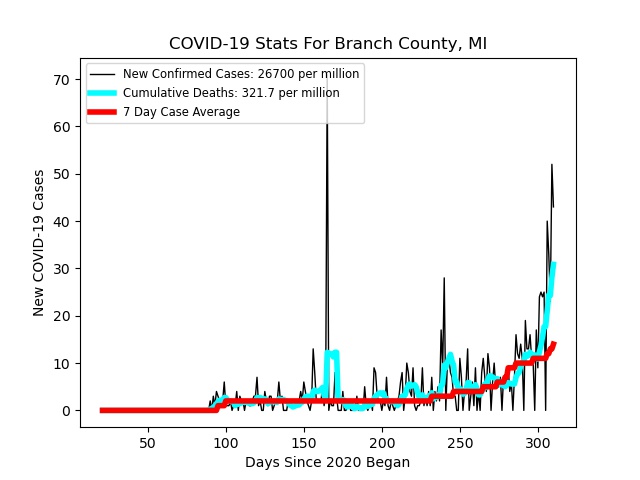 COVID-19 Stats For Branch County, MI
New Confirmed Cases: 26700 per million
Cumulative Deaths: 321.7 per million
7 Day Case Average
70
60
50
40
30
20
10
0
New COVID-19 Cases
50 100 150 200 250 300
Days Since 2020 Began